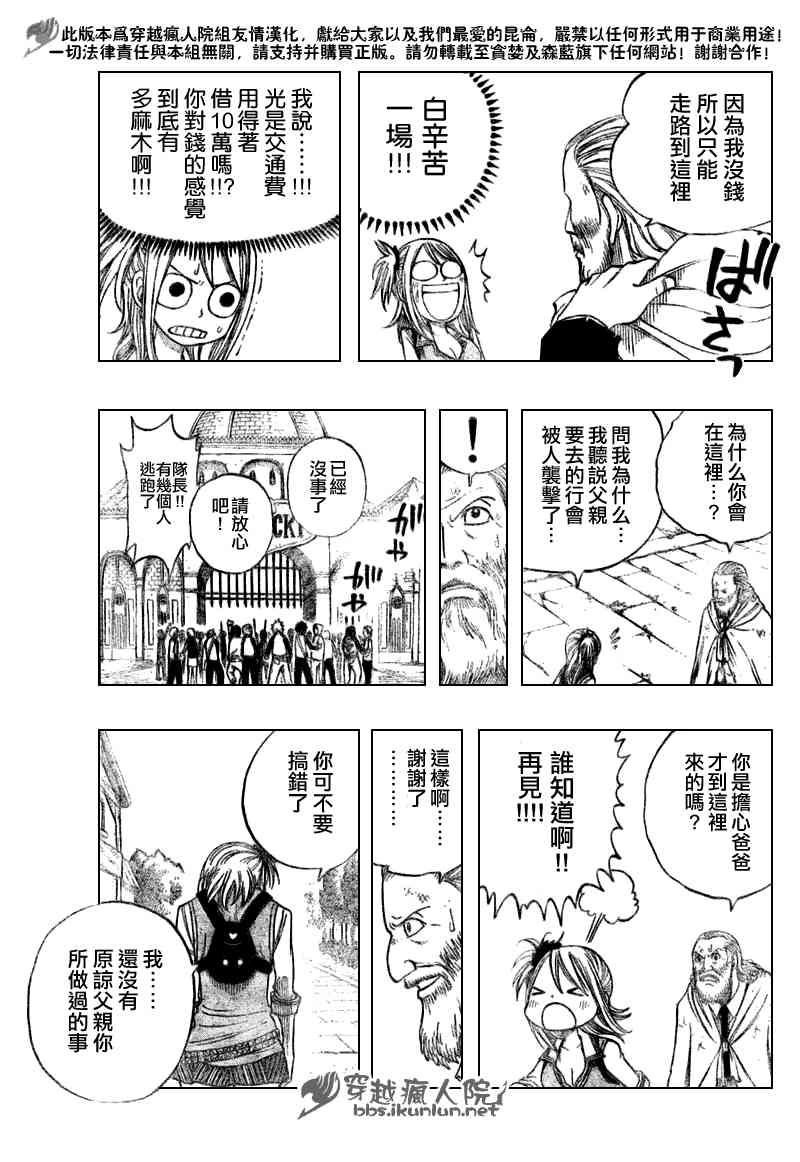 此版本爲穿越瘋人院組友情漢化，獻給大家以及我們最愛的昆侖，嚴禁以任何形式用于商業用途！
一切法律責任與本組無關，請支持并購買正版。請勿轉載至貪婪及森藍旗下任何網站！謝謝合作！
因為我沒錢
所以只能
走路到這裡
ばさっ
白辛苦
一場!!!
我說……!!!
光是交通費
用得著
借10萬嗎!?
你對錢的感覺
到底有
多麻木啊!!!
為什么你會
在這裡…?
問我為什么…
我聽說父親
要去的行會
被人襲擊了…
！
已經
沒事了
請放心
吧！
隊長!!
有幾個人
逃跑了
ガヤ
ガヤ
你是擔心爸爸
才到這裡
來的嗎？
誰知道啊!!
再見!!!!
這樣啊…
謝謝了
………
你可不要
搞錯了
我……
還沒有
原諒父親你
所做過的事
穿越瘋人院
bbs.ikunlun.net